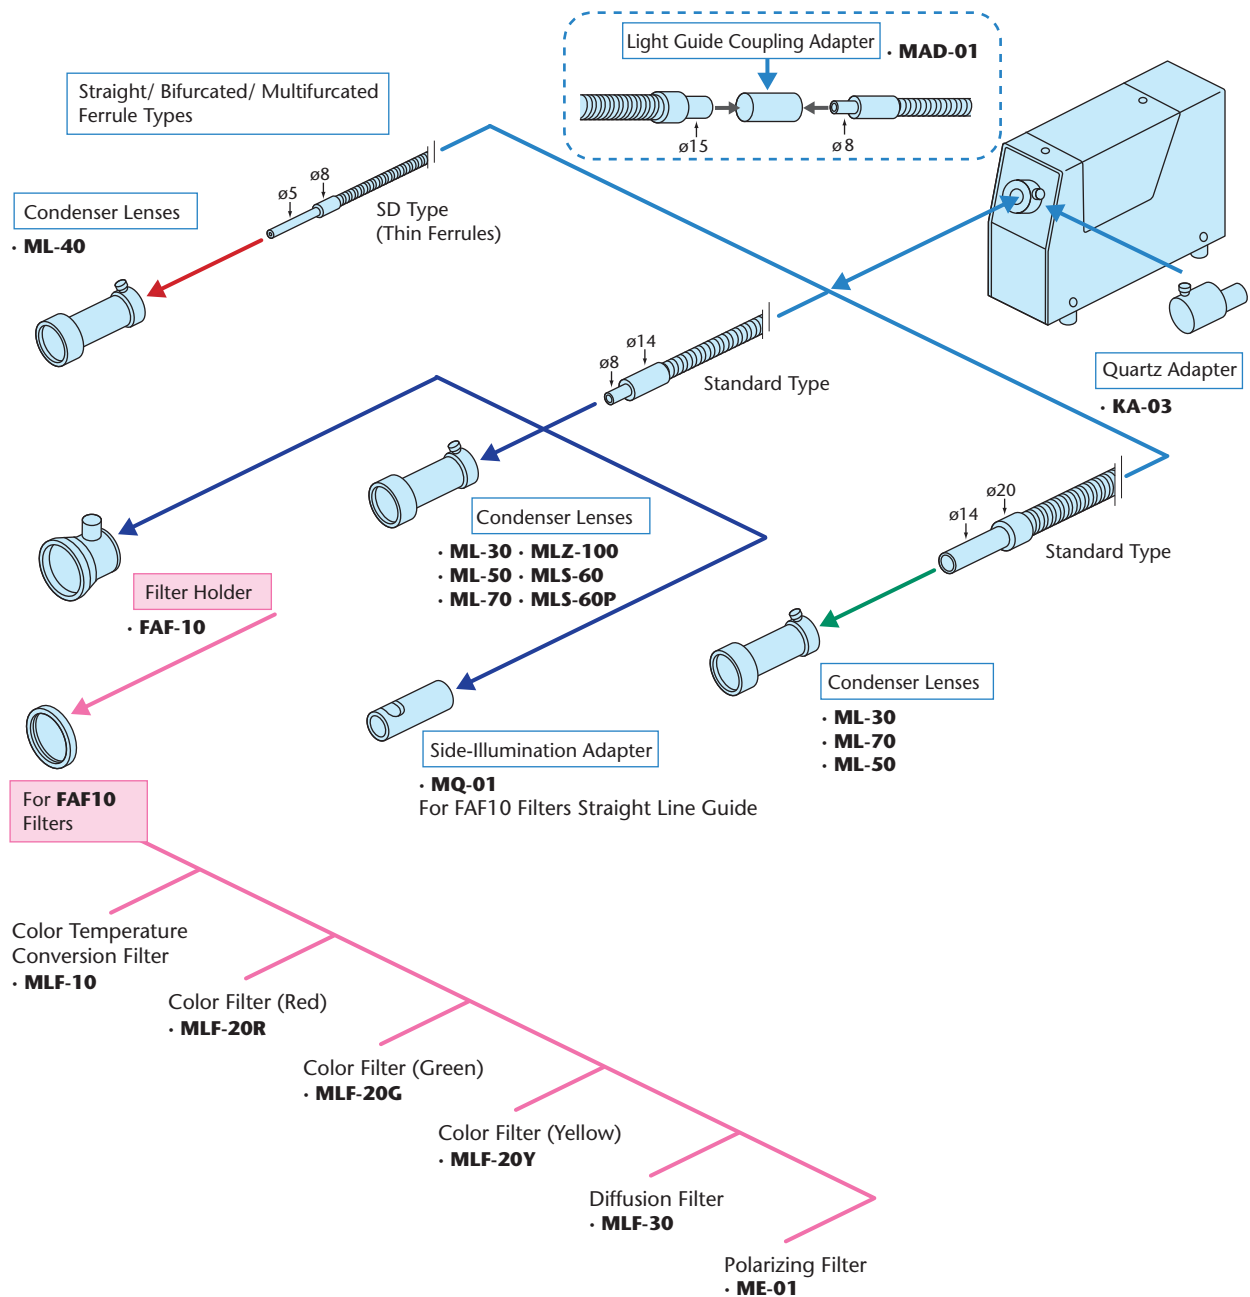 Light Guide Coupling Adapter
· MAD-01
ø15
ø8
Straight/ Bifurcated/ Multifurcated
Ferrule Types
ø8
ø5
SD Type
(Thin Ferrules)
Condenser Lenses
· ML-40
ø14
ø8
Standard Type
Quartz Adapter
· KA-03
Condenser Lenses
· ML-30 · MLZ-100
· ML-50 · MLS-60
· ML-70 · MLS-60P
ø20
ø14
Standard Type
Filter Holder
· FAF-10
Condenser Lenses
· ML-30
· ML-70
· ML-50
Side-Illumination Adapter
· MQ-01
For FAF10 Filters Straight Line Guide
For FAF10
Filters
Color Temperature
Conversion Filter
· MLF-10
Color Filter (Red)
· MLF-20R
Color Filter (Green)
· MLF-20G
Color Filter (Yellow)
· MLF-20Y
Diffusion Filter
· MLF-30
Polarizing Filter
· ME-01